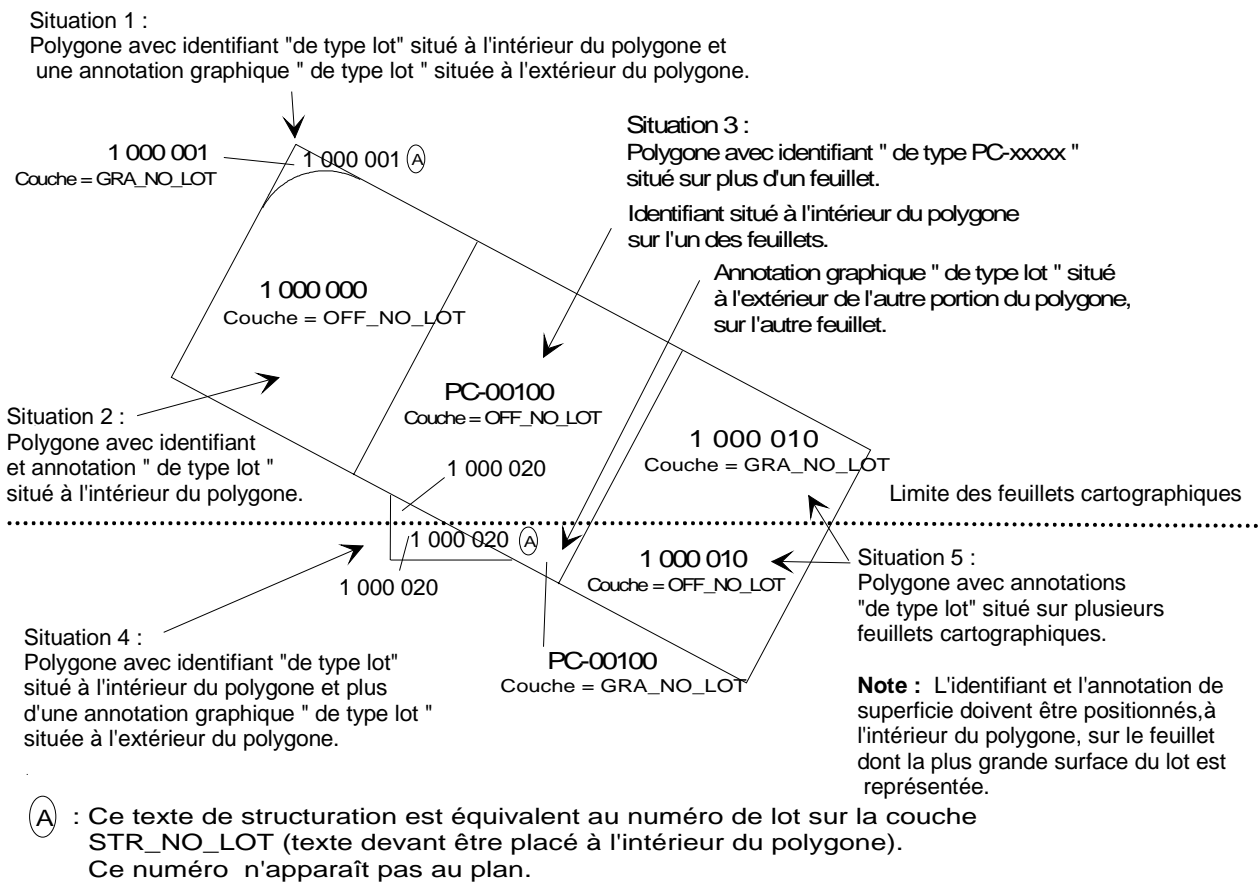 Situation 1 :
Polygone avec identifiant "de type lot" situé à l'intérieur du polygone et
une annotation graphique " de type lot " située à l'extérieur du polygone.
1 000 001
Couche = GRA_NO_LOT
1 000 001 A
Situation 3 :
Polygone avec identifiant " de type PC-xxxxx "
situé sur plus d'un feuillet.
Identifiant situé à l'intérieur du polygone
sur l'un des feuillets.
Annotation graphique " de type lot " situé
à l'extérieur de l'autre portion du polygone,
sur l'autre feuillet.
1 000 000
Couche = OFF_NO_LOT
PC-00100
Couche = OFF_NO_LOT
Situation 2 :
Polygone avec identifiant
et annotation " de type lot "
situé à l'intérieur du polygone.
1 000 010
Couche = GRA_NO_LOT
1 000 020
Limite des feuillets cartographiques
1 000 020 A
1 000 020
1 000 010
Couche = OFF_NO_LOT
Situation 5 :
Polygone avec annotations
"de type lot" situé sur plusieurs
feuillets cartographiques.
Situation 4 :
Polygone avec identifiant "de type lot"
situé à l'intérieur du polygone et plus
d'une annotation graphique " de type lot "
située à l'extérieur du polygone.
PC-00100
Couche = GRA_NO_LOT
Note : L'identifiant et l'annotation de
superficie doivent être positionnés,à
l'intérieur du polygone, sur le feuillet
dont la plus grande surface du lot est
représentée.
A : Ce texte de structuration est équivalent au numéro de lot sur la couche
STR_NO_LOT (texte devant être placé à l'intérieur du polygone).
Ce numéro n'apparaît pas au plan.